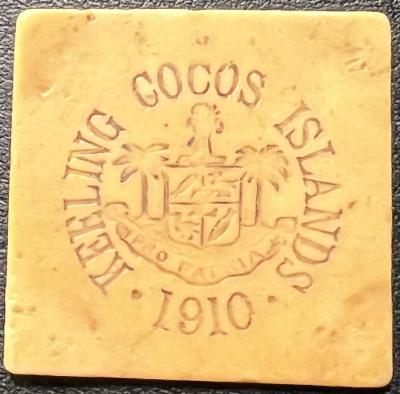 KEELING COCOS ISLANDS
· 1910 ·
PRO PATRIA